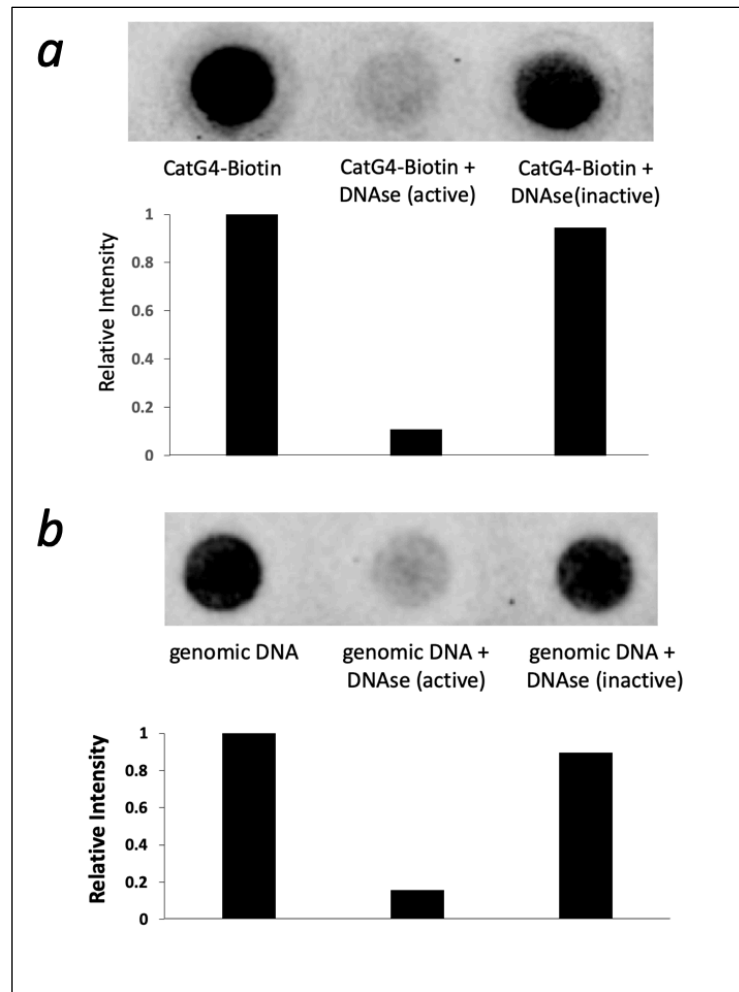 a
CatG4-Biotin
CatG4-Biotin +
DNAse (active)
CatG4-Biotin +
DNAse(inactive)
Relative Intensity
1
0.8
0.6
0.4
0.2
0
b
genomic DNA
genomic DNA +
DNAse (active)
genomic DNA +
DNAse (inactive)
Relative Intensity
1
0.8
0.6
0.4
0.2
0